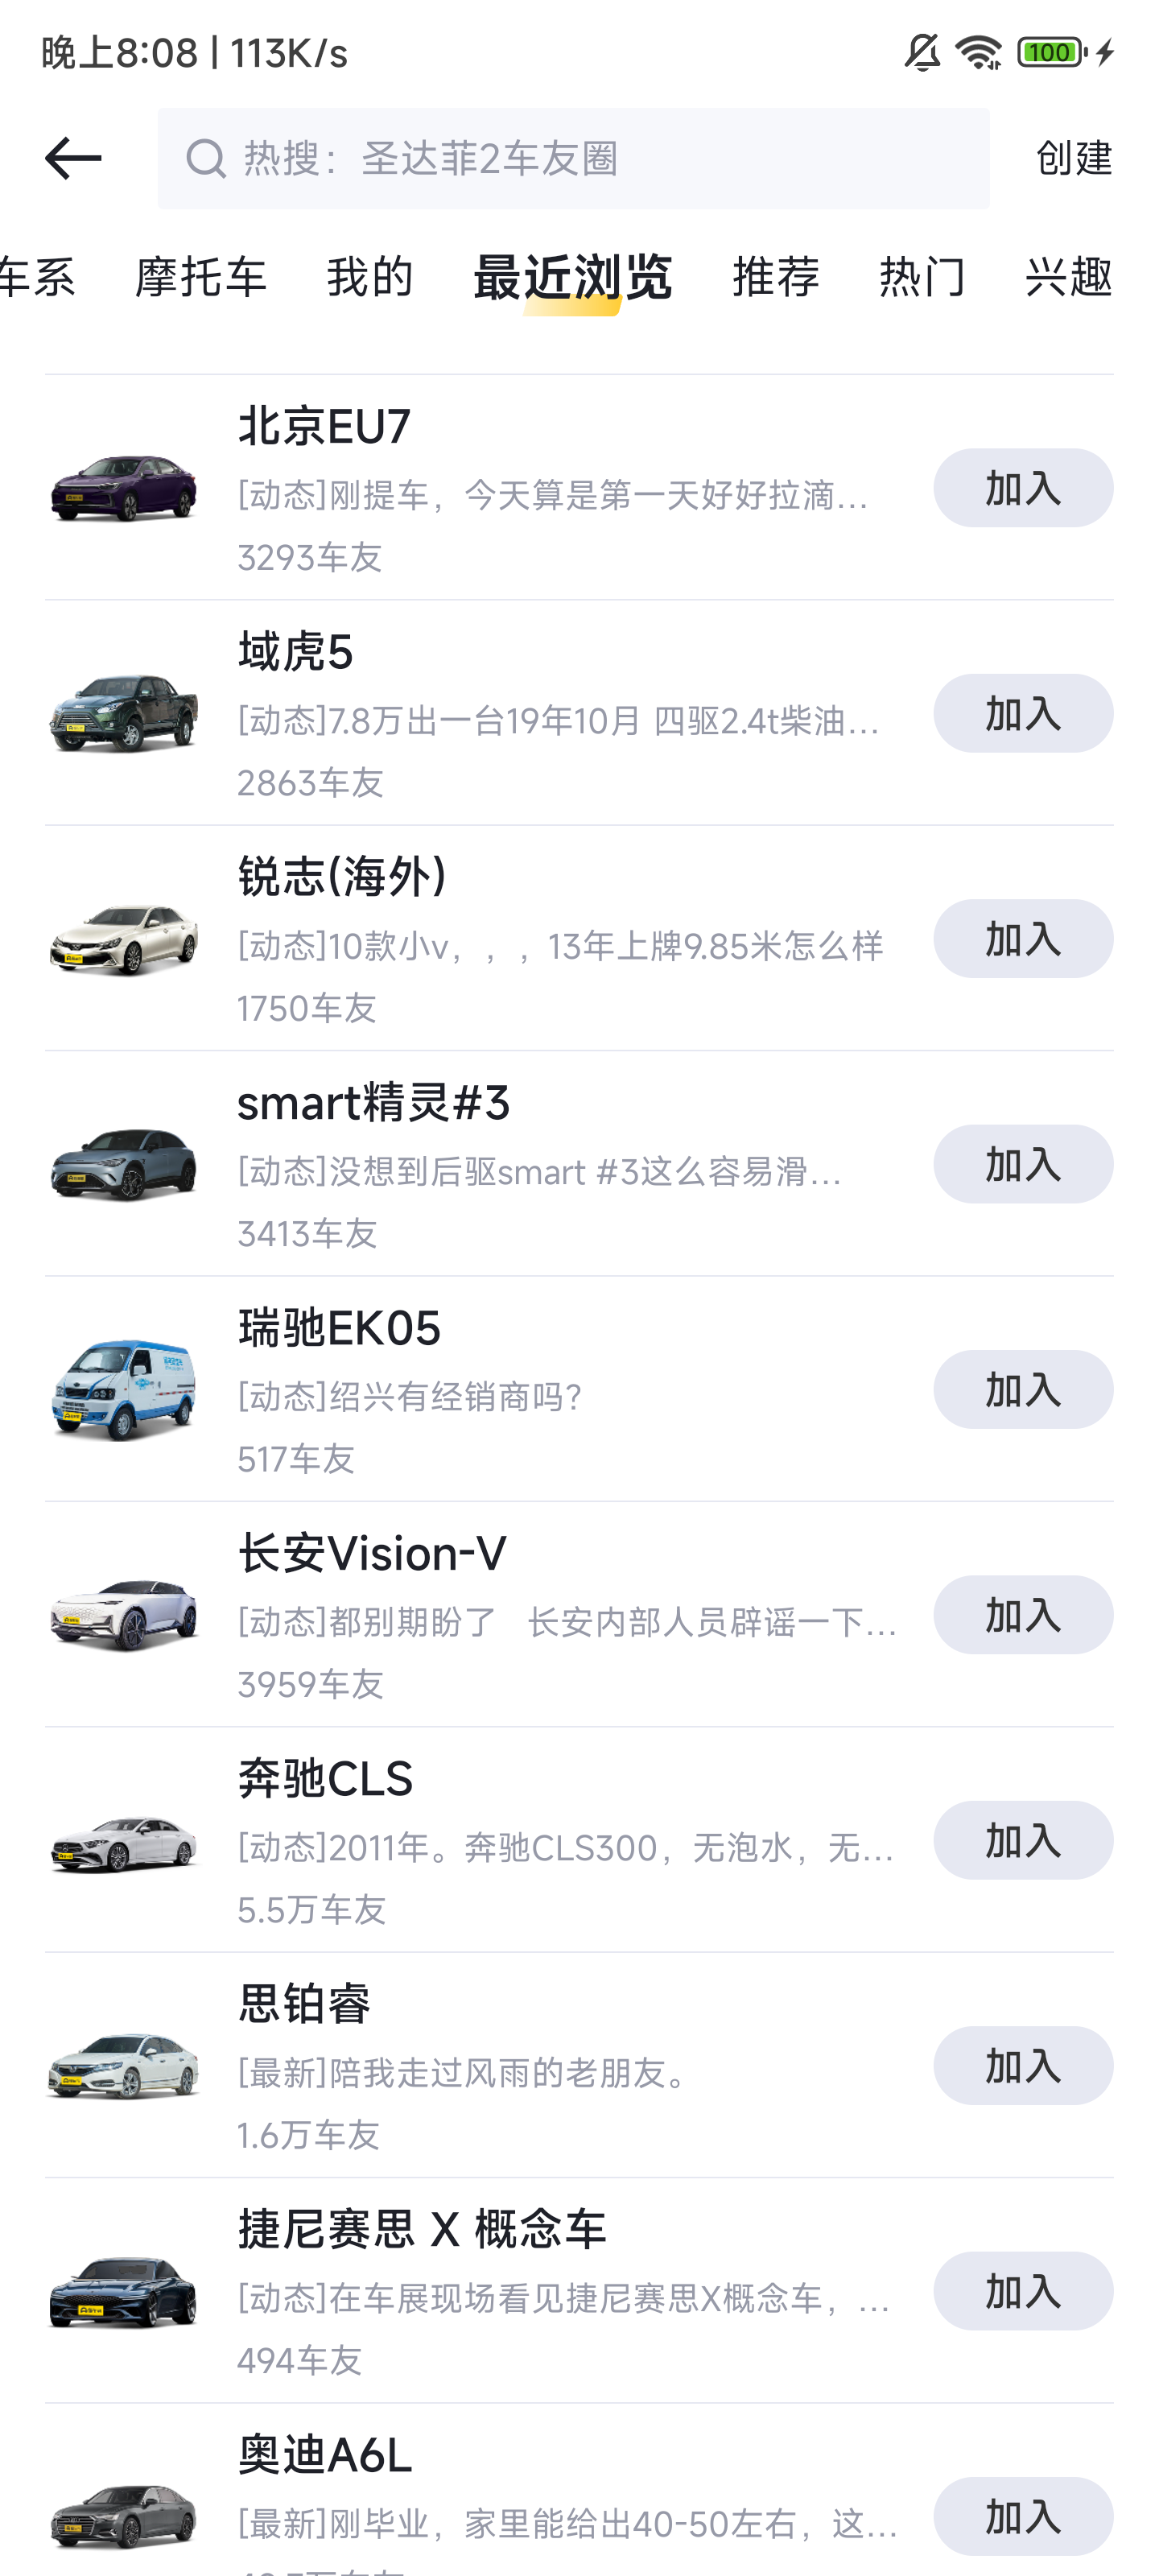 晚上8:08 | 113K/s
100
热搜：圣达菲2车友圈
创建
车系 摩托车 我的 最近浏览 推荐 热门 兴趣
北京EU7
[动态]刚提车，今天算是第一天好好拉滴...
加入
3293车友
域虎5
[动态]7.8万出一台19年10月 四驱2.4t柴油...
加入
2863车友
锐志(海外)
[动态]10款小v，，，13年上牌9.85米怎么样
加入
1750车友
smart精灵#3
[动态]没想到后驱smart #3这么容易滑...
加入
3413车友
瑞驰EK05
[动态]绍兴有经销商吗？
加入
517车友
长安Vision-V
[动态]都别期盼了 长安内部人员辟谣一下...
加入
3959车友
奔驰CLS
[动态]2011年。奔驰CLS300，无泡水，无...
加入
5.5万车友
思铂睿
[最新]陪我走过风雨的老朋友。
加入
1.6万车友
捷尼赛思 X 概念车
[动态]在车展现场看见捷尼赛思X概念车，...
加入
494车友
奥迪A6L
[最新]刚毕业，家里能给出40-50左右，这...
加入